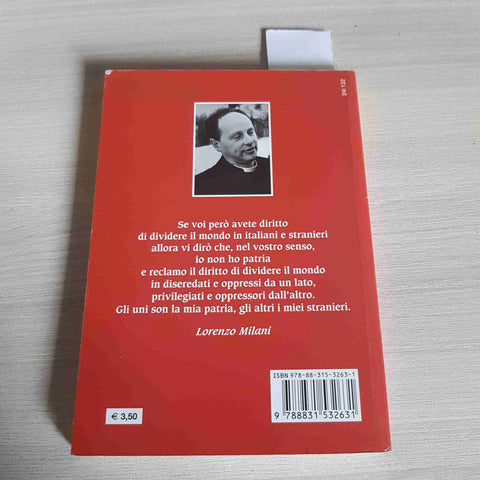 24I 122
Se voi però avete diritto
di dividere il mondo in italiani e stranieri
allora vi dirò che, nel vostro senso,
io non ho patria
e reclamo il diritto di dividere il mondo
in diseredati e oppressi da un lato,
privilegiati e oppressori dall'altro.
Gli uni son la mia patria, gli altri i miei stranieri.
Lorenzo Milani
ISBN 978-88-315-3263-1
9 788831 532631
€ 3,50